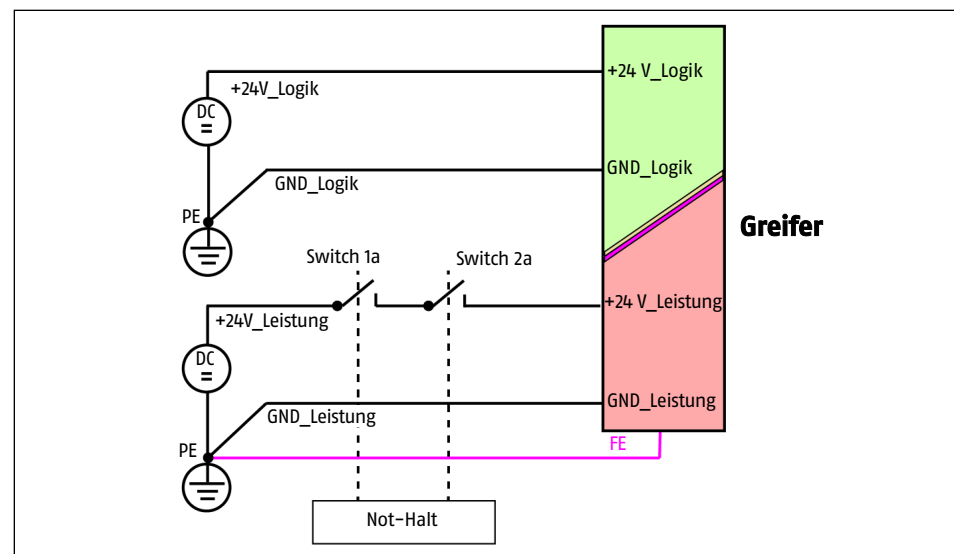 +24V_Logik
+24 V_Logik
DC
=
GND_Logik
GND_Logik
PE
Greifer
Switch 1a
Switch 2a
+24V_Leistung
+24 V_Leistung
DC
=
GND_Leistung
GND_Leistung
PE
FE
Not-Halt